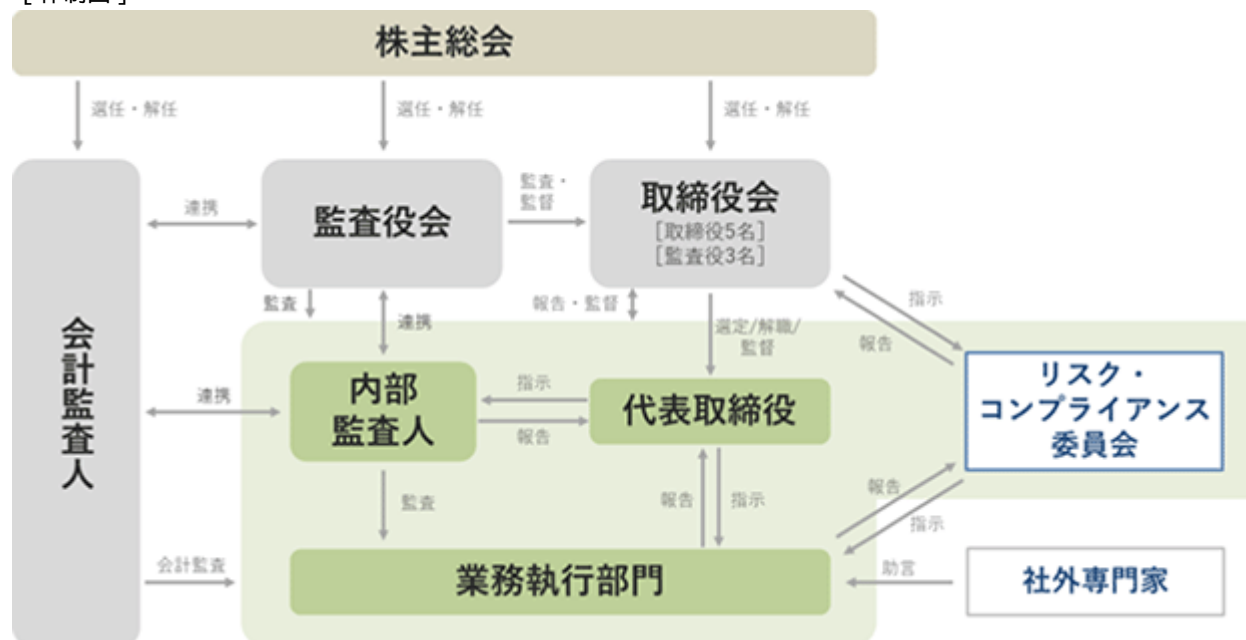 [体制図]
株主総会
選任・解任
選任・解任
選任・解任
監査役会
取締役会
[取締役5名]
[監査役3名]
連携
監査・
監督
会計監査人
監査
連携
報告・監督
選定/解職/
監督
指示
報告
内部
監査人
代表取締役
リスク・
コンプライアンス
委員会
連携
指示
報告
監査
報告
指示
報告
指示
会計監査
業務執行部門
助言
社外専門家